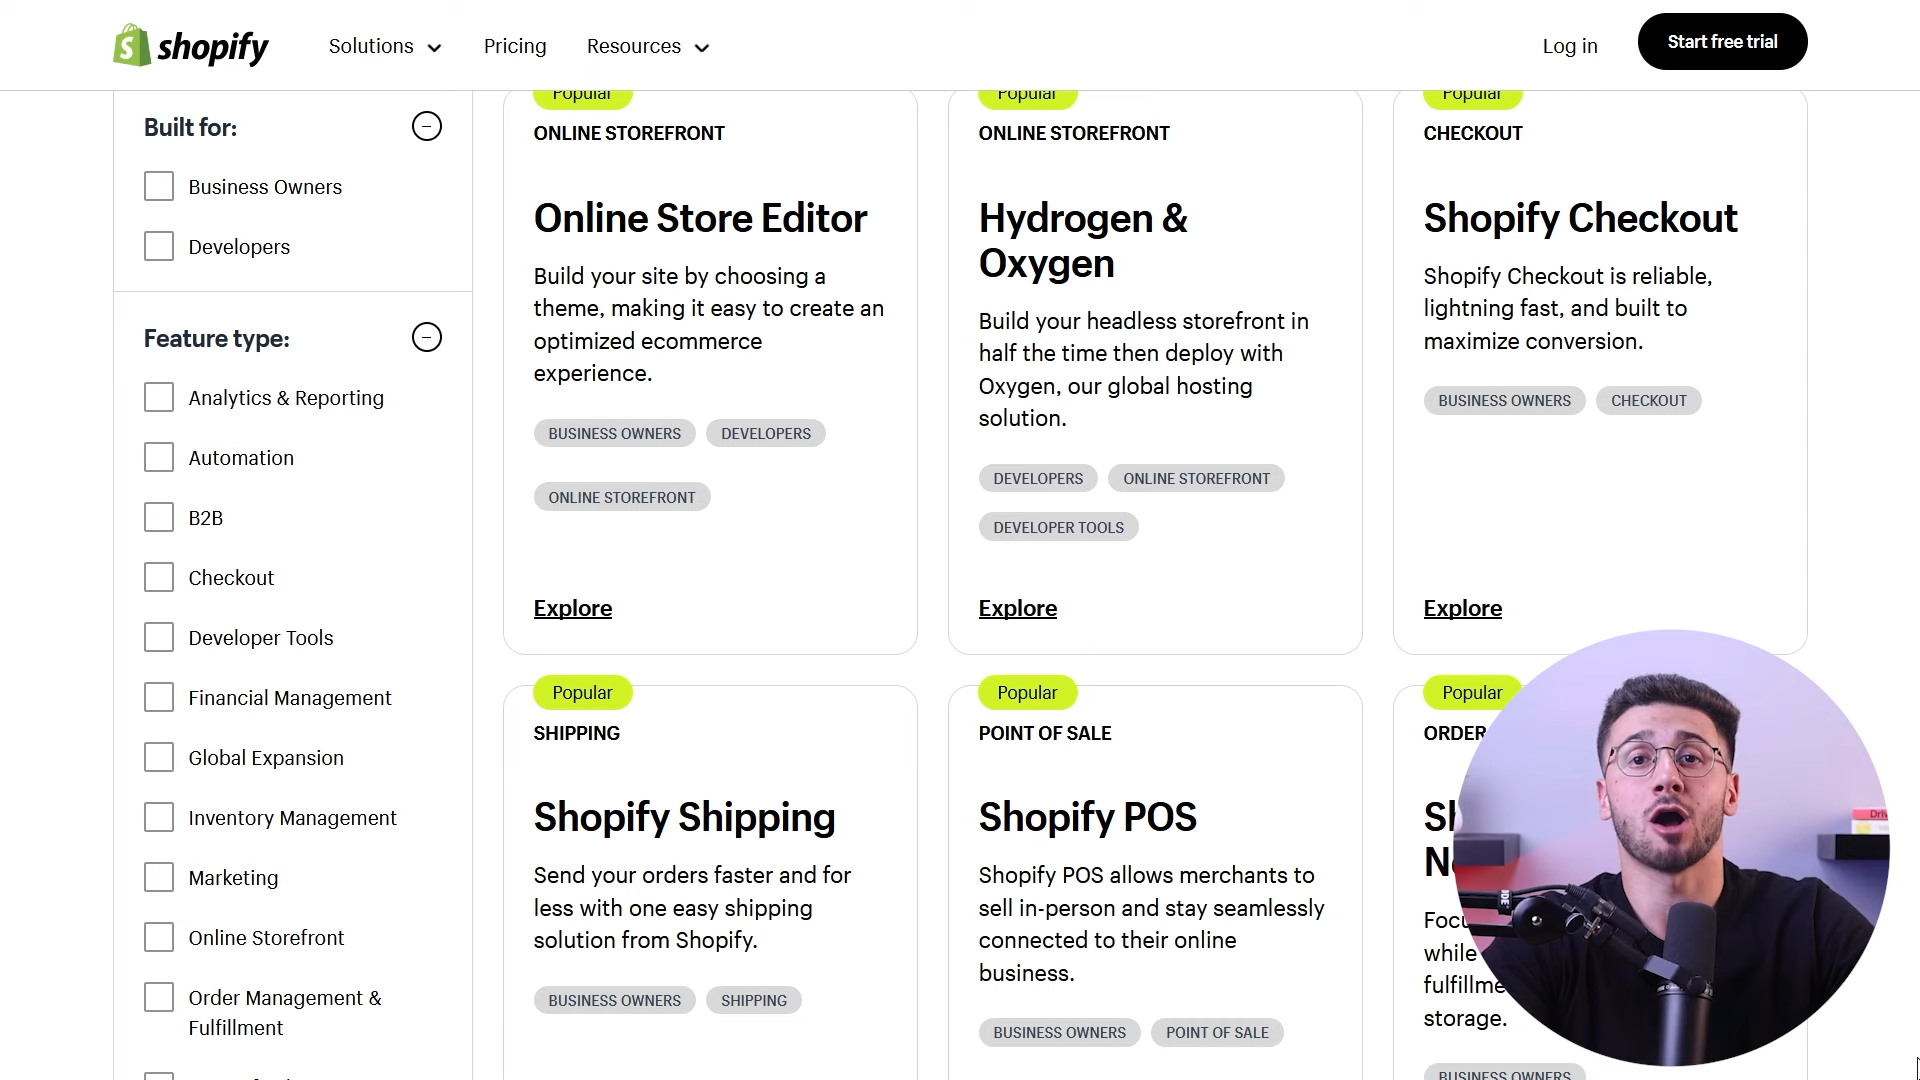 shopify
Solutions
Pricing
Resources
Log in
Start free trial
Built for:
Business Owners
Developers
Feature type:
Analytics & Reporting
Automation
B2B
Checkout
Developer Tools
Financial Management
Global Expansion
Inventory Management
Marketing
Online Storefront
Order Management &
Fulfillment
Popular
ONLINE STOREFRONT
Online Store Editor
Build your site by choosing a
theme, making it easy to create an
optimized ecommerce
experience.
BUSINESS OWNERS
DEVELOPERS
ONLINE STOREFRONT
Explore
Popular
ONLINE STOREFRONT
Hydrogen &
Oxygen
Build your headless storefront in
half the time then deploy with
Oxygen, our global hosting
solution.
DEVELOPERS
ONLINE STOREFRONT
DEVELOPER TOOLS
Explore
Popular
CHECKOUT
Shopify Checkout
Shopify Checkout is reliable,
lightning fast, and built to
maximize conversion.
BUSINESS OWNERS
CHECKOUT
Explore
Popular
SHIPPING
Shopify Shipping
Send your orders faster and for
less with one easy shipping
solution from Shopify.
BUSINESS OWNERS
SHIPPING
Popular
POINT OF SALE
Shopify POS
Shopify POS allows merchants to
sell in-person and stay seamlessly
connected to their online
business.
BUSINESS OWNERS
POINT OF SALE
Popular
ORDER
while
storage.
BUSINESS OWNERS